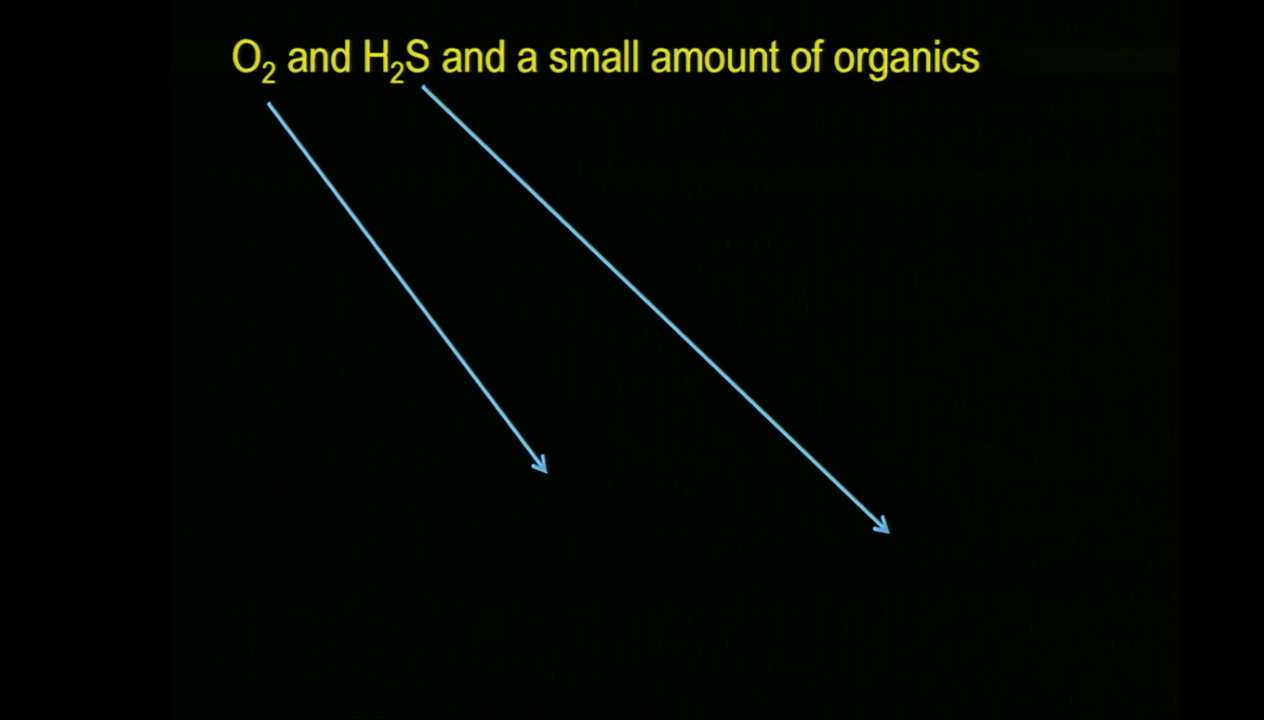 O₂ and H₂S and a small amount of organics